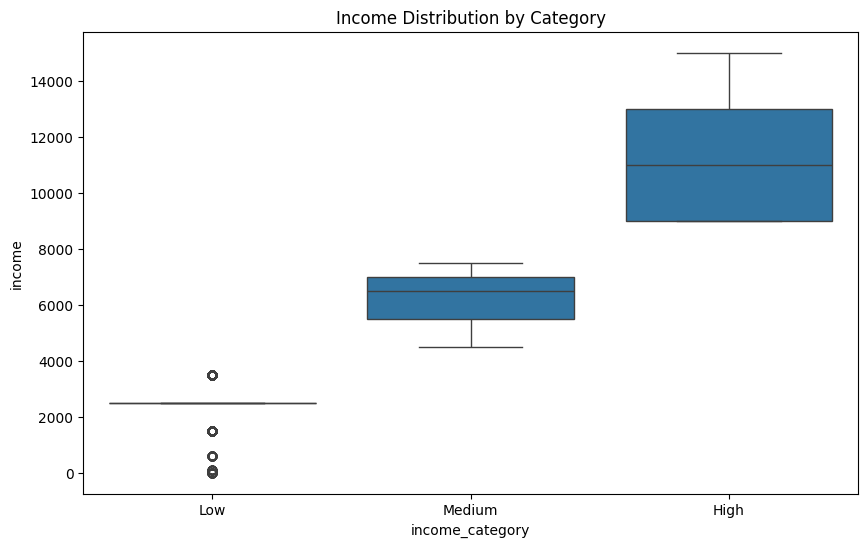 Income Distribution by Category
income
14000
12000
10000
8000
6000
4000
2000
0
Low Medium High
income_category